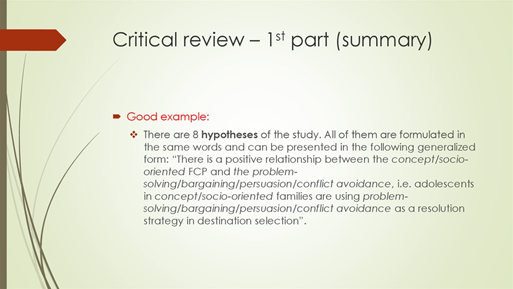 Critical review – 1st part (summary)
Good example:
There are 8 hypotheses of the study. All of them are formulated in
the same words and can be presented in the following generalized
form: “There is a positive relationship between the concept/socio-
oriented FCP and the problem-
solving/bargaining/persuasion/conflict avoidance, i.e. adolescents
in concept/socio-oriented families are using problem-
solving/bargaining/persuasion/conflict avoidance as a resolution
strategy in destination selection”.